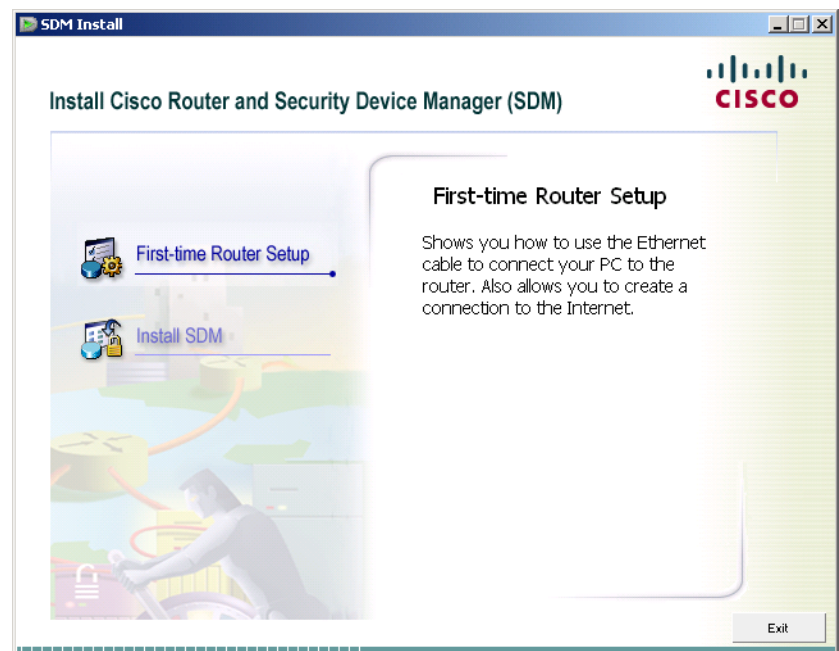 SDM Install
CISCO
Install Cisco Router and Security Device Manager (SDM)
First-time Router Setup
Install SDM
First-time Router Setup
Shows you how to use the Ethernet
cable to connect your PC to the
router. Also allows you to create a
connection to the Internet.
Exit